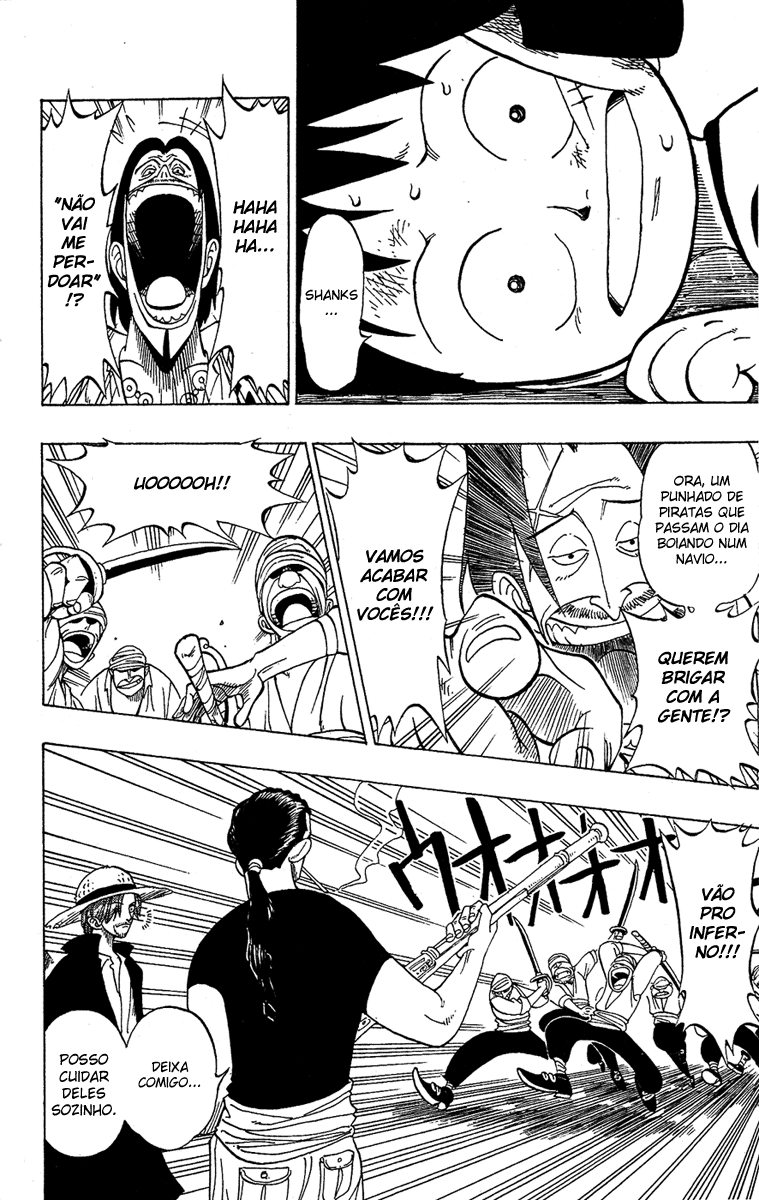 SHANKS
...
HAHA
HAHA
HA...
"NÃO
VAI
ME
PER-
DOAR"
!?
ORA, UM
PUNHADO DE
PIRATAS QUE
PASSAM O DIA
BOIANDO NUM
NAVIO...
QUEREM
BRIGAR
COM A
GENTE!?
VAMOS
ACABAR
COM
VOCÊS!!!
UOOOOOH!!
VÃO
PRO
INFER-
NO!!!
ウオオオオ
DEIXA
COMIGO...
POSSO
CUIDAR
DELES
SOZINHO.